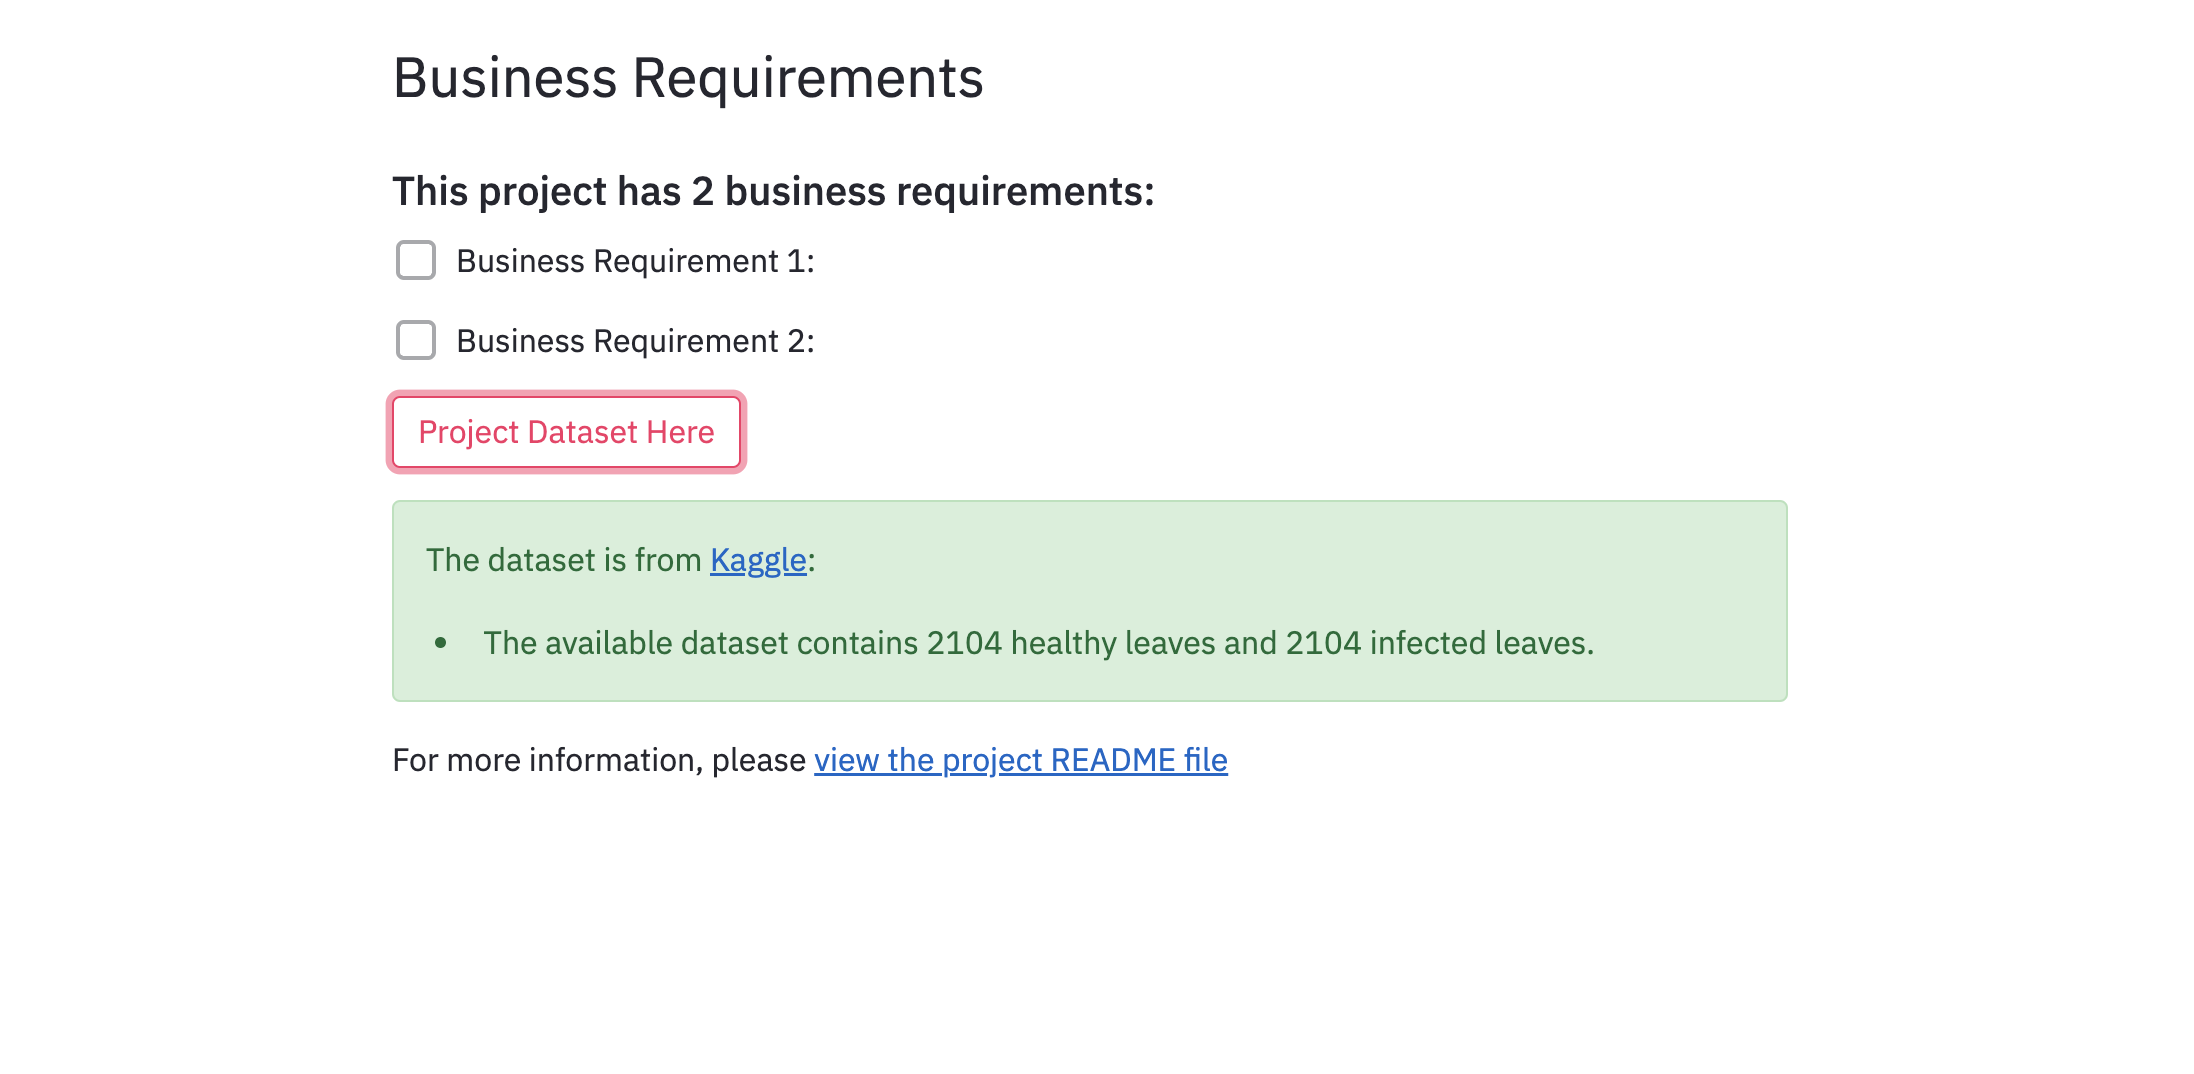 Business Requirements
This project has 2 business requirements:
Business Requirement 1:
Business Requirement 2:
Project Dataset Here
The dataset is from Kaggle:
• The available dataset contains 2104 healthy leaves and 2104 infected leaves.
For more information, please view the project README file